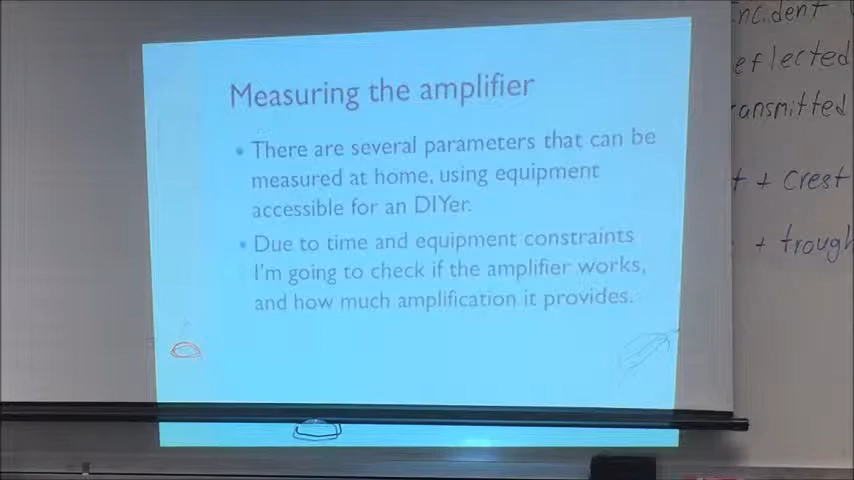 Measuring the amplifier
• There are several parameters that can be
measured at home, using equipment
accessible for an DIYer.
• Due to time and equipment constraints
I'm going to check if the amplifier works,
and how much amplification it provides.
ncident
eflected
ransmitted
t + Crest
+ trough